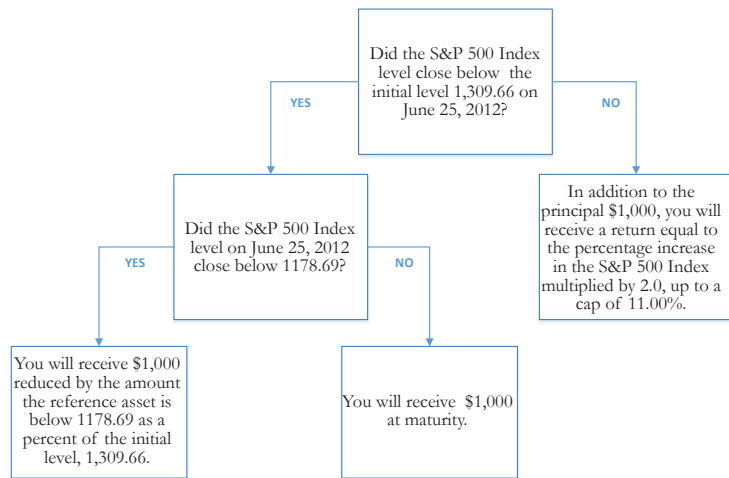 Did the S&P 500 Index
level close below the
initial level 1,309.66 on
June 25, 2012?
YES
NO
Did the S&P 500 Index
level on June 25, 2012
close below 1178.69?
In addition to the
principal $1,000, you will
receive a return equal to
the percentage increase
in the S&P 500 Index
multiplied by 2.0, up to a
cap of 11.00%.
YES
NO
You will receive $1,000
reduced by the amount
the reference asset is
below 1178.69 as a
percent of the initial
level, 1,309.66.
You will receive $1,000
at maturity.